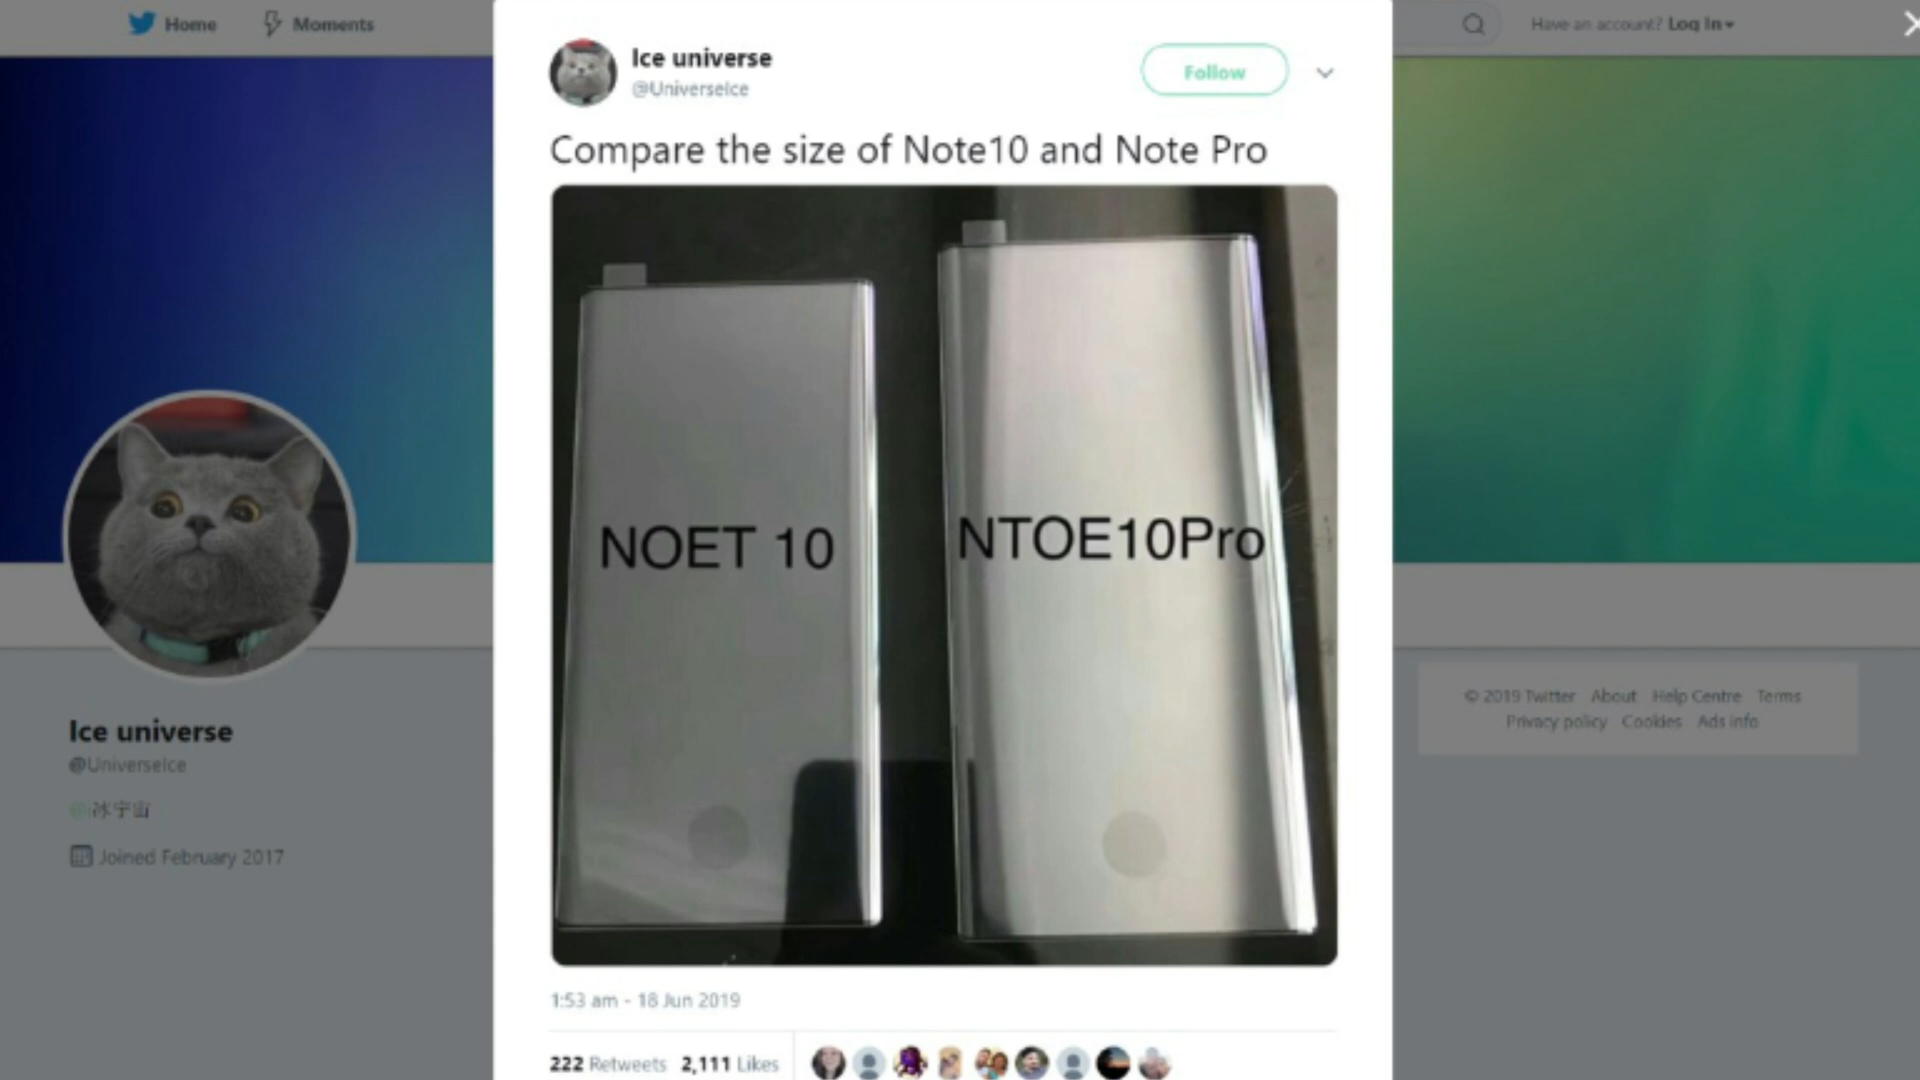 Home Moments
Have an account? Log In
Ice universe
@UniverseIce
Follow
Compare the size of Note10 and Note Pro
NOET 10
NTOE10Pro
1:53 am - 18 Jun 2019
222 Retweets 2,111 Likes
Ice universe
@UniverseIce
@i冰宇宙
Joined February 2017
© 2019 Twitter About Help Centre Terms
Privacy policy Cookies Ads info